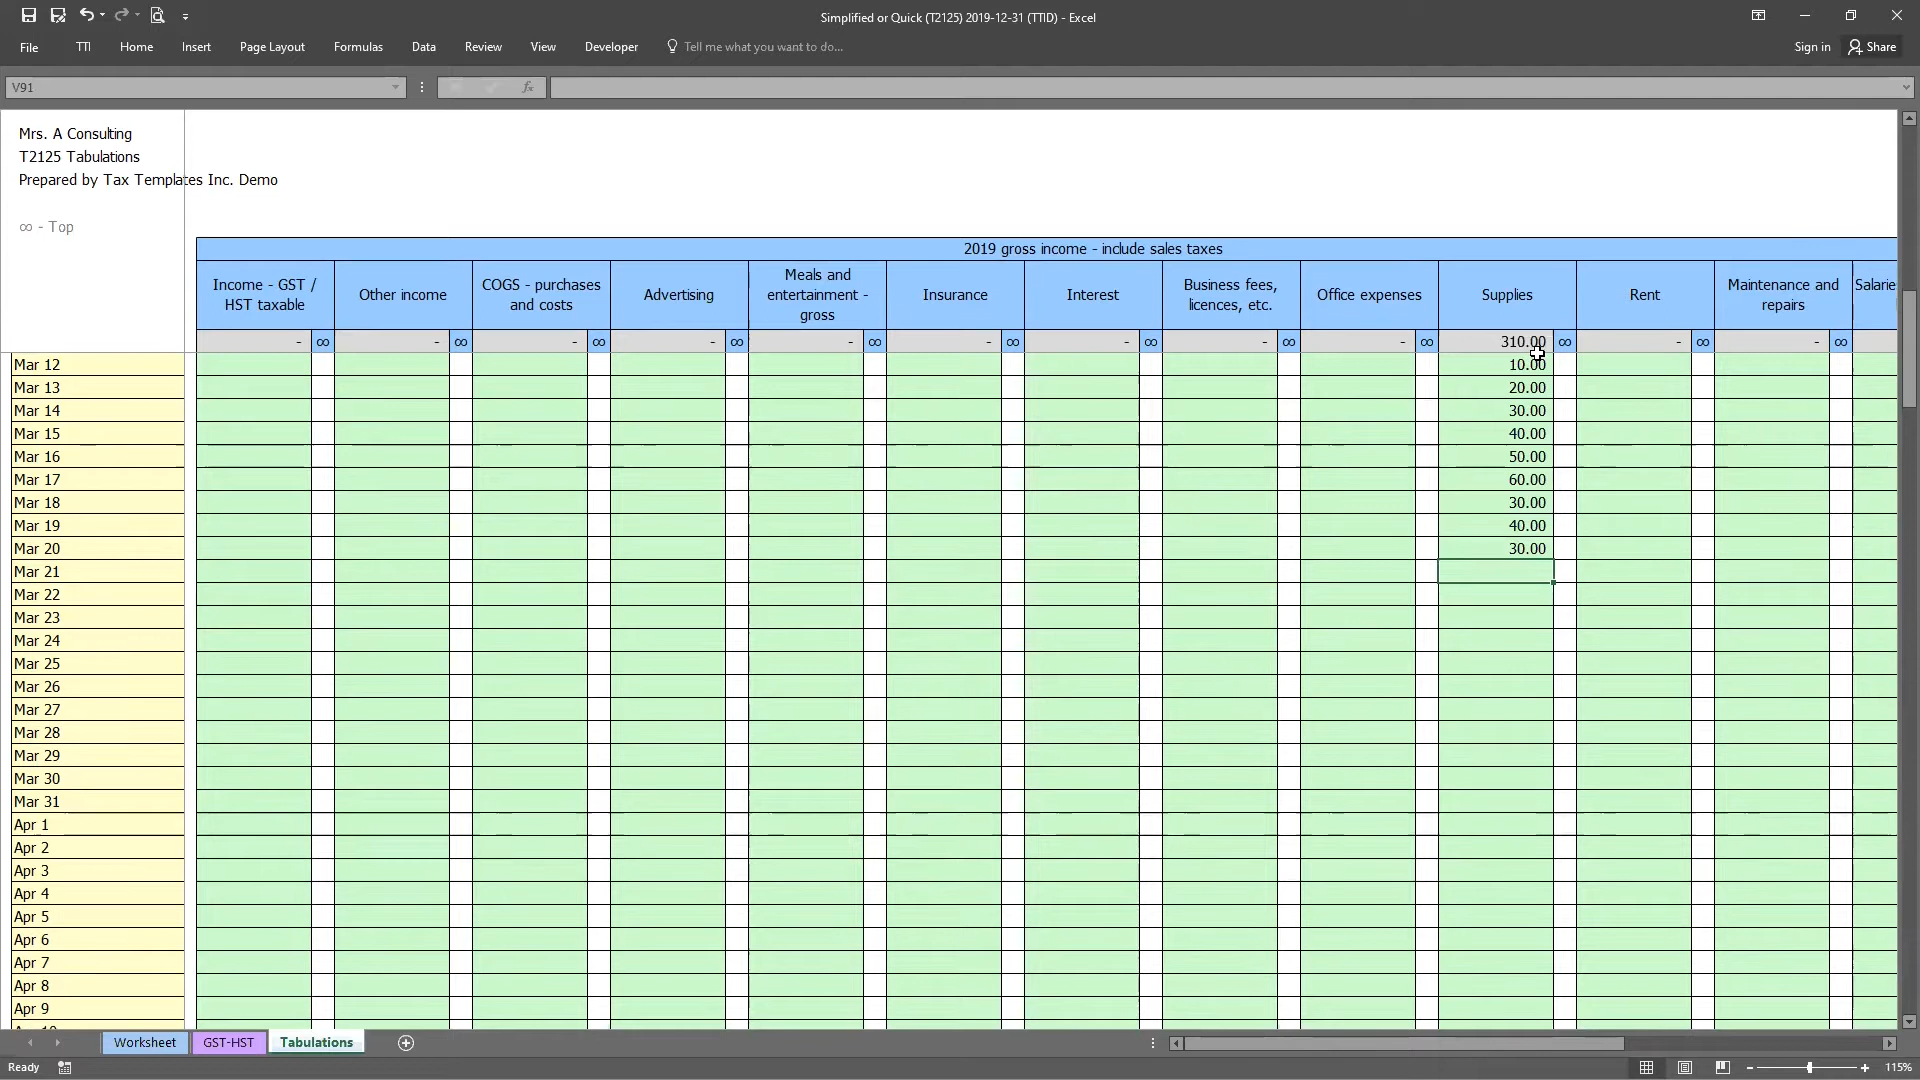 Simplified or Quick (T2125) 2019-12-31 (TTID) - Excel
File TTI Home Insert Page Layout Formulas Data Review View Developer Tell me what you want to do... Sign in Share
V91 fx
Mrs. A Consulting
T2125 Tabulations
Prepared by Tax Templates Inc. Demo
∞ - Top
2019 gross income - include sales taxes
Income - GST / HST taxable Other income COGS - purchases and costs Advertising Meals and entertainment - gross Insurance Interest Business fees, licences, etc. Office expenses Supplies Rent Maintenance and repairs Salarie
- ∞ - ∞ - ∞ - ∞ - ∞ - ∞ - ∞ - ∞ - ∞ 310.00 ∞ - ∞ - ∞
Mar 12 10.00
Mar 13 20.00
Mar 14 30.00
Mar 15 40.00
Mar 16 50.00
Mar 17 60.00
Mar 18 30.00
Mar 19 40.00
Mar 20 30.00
Mar 21
Mar 22
Mar 23
Mar 24
Mar 25
Mar 26
Mar 27
Mar 28
Mar 29
Mar 30
Mar 31
Apr 1
Apr 2
Apr 3
Apr 4
Apr 5
Apr 6
Apr 7
Apr 8
Apr 9
Worksheet GST-HST Tabulations
Ready 115%